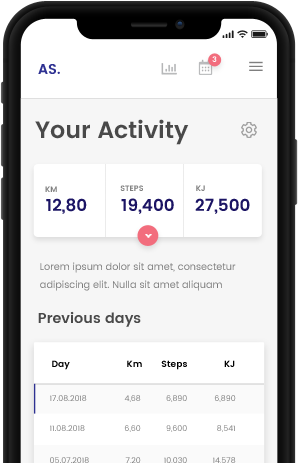 AS.
3
Your Activity
KM STEPS KJ
12,80 19,400 27,500
Lorem ipsum dolor sit amet, consectetur
adipiscing elit. Nulla sit amet aliquam
Previous days
Day Km Steps KJ
17.08.2018 4,68 6,890 6,890
11.08.2018 6,60 9,600 8,541
05.07.2018 7,20 10,030 14,578